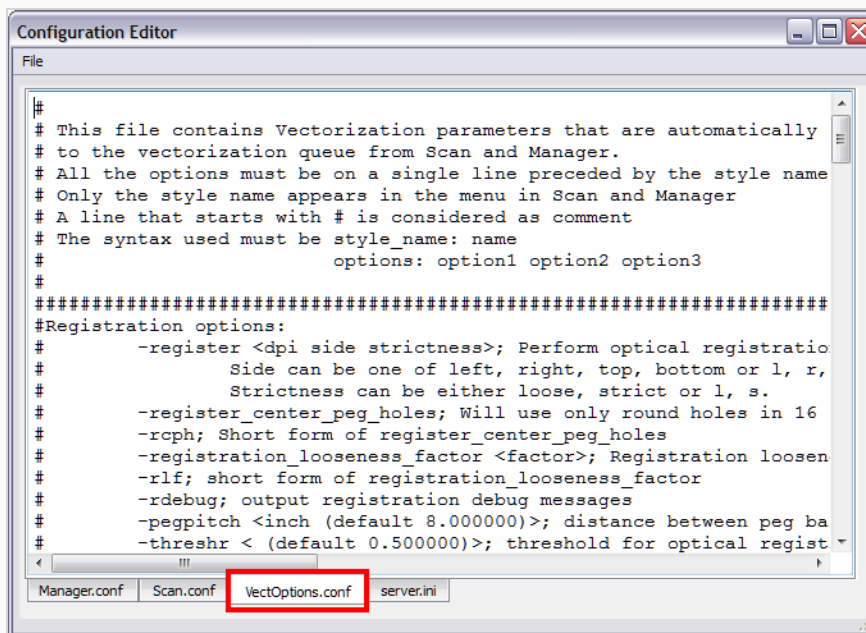 Configuration Editor
File
#
# This file contains Vectorization parameters that are automatically
# to the vectorization queue from Scan and Manager.
# All the options must be on a single line preceded by the style name
# Only the style name appears in the menu in Scan and Manager
# A line that starts with # is considered as comment
# The syntax used must be style_name: name
# options: option1 option2 option3
#
#####################################################################
#Registration options:
# -register <dpi side strictness>; Perform optical registratio
# Side can be one of left, right, top, bottom or l, r,
# Strictness can be either loose, strict or l, s.
# -register_center_peg_holes; Will use only round holes in 16
# -rcph; Short form of register_center_peg_holes
# -registration_looseness_factor <factor>; Registration loosen
# -rlf; short form of registration_looseness_factor
# -rdebug; output registration debug messages
# -pegpitch <inch (default 8.000000)>; distance between peg ba
# -threshr < (default 0.500000)>; threshold for optical regist
Manager.conf Scan.conf VectOptions.conf server.ini